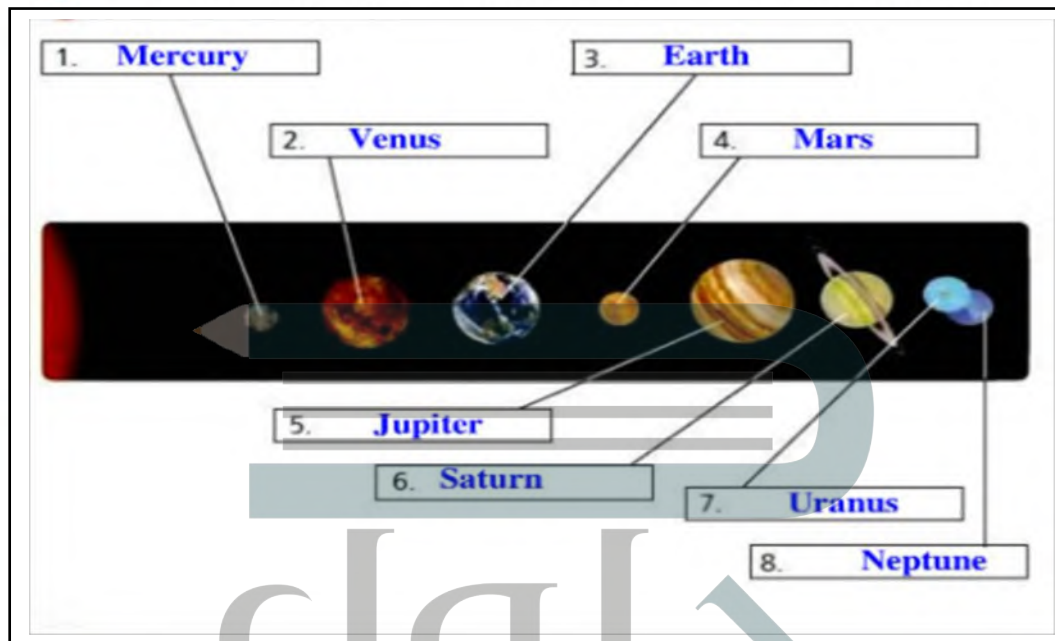 1. Mercury
3. Earth
2. Venus
4. Mars
5. Jupiter
6. Saturn
7. Uranus
8. Neptune